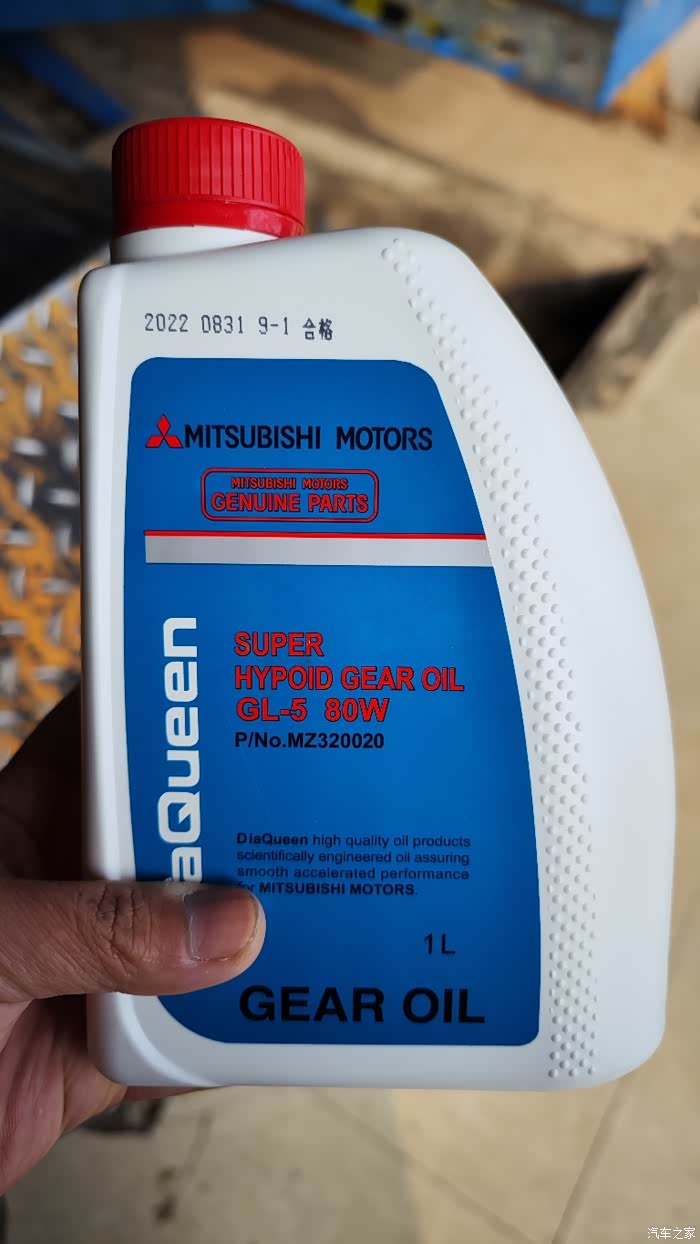 2022 0831 9-1 合格
MITSUBISHI MOTORS
MITSUBISHI MOTORS
GENUINE PARTS
aQueen
SUPER
HYPOID GEAR OIL
GL-5 80W
P/No.MZ320020
DiaQueen high quality oil products
scientifically engineered oil assuring
smooth accelerated performance
for MITSUBISHI MOTORS.
1L
GEAR OIL
汽车之家